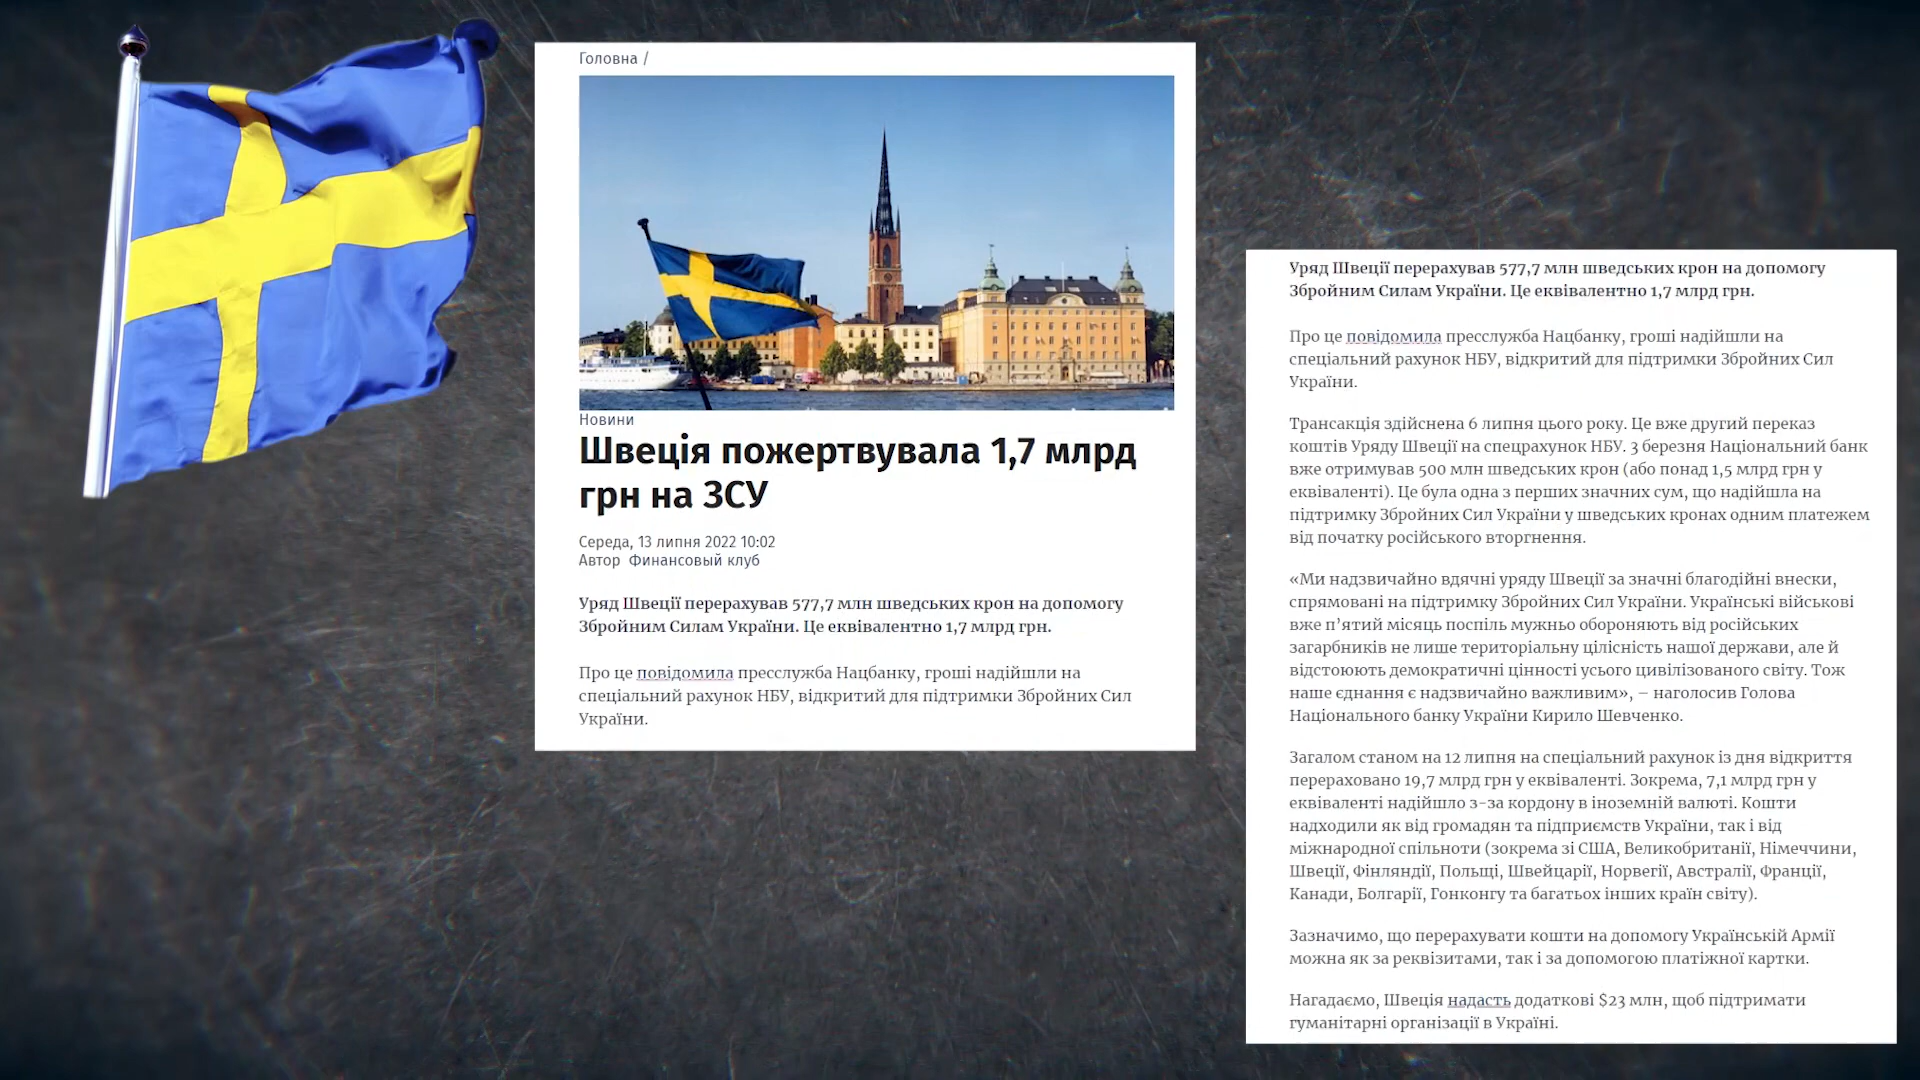 Головна /
Новини
Швеція пожертвувала 1,7 млрд
грн на ЗСУ
Середа, 13 липня 2022 10:02
Автор Финансовый клуб
Уряд Швеції перерахував 577,7 млн шведських крон на допомогу
Збройним Силам України. Це еквівалентно 1,7 млрд грн.
Про це повідомила пресслужба Нацбанку, гроші надійшли на
спеціальний рахунок НБУ, відкритий для підтримки Збройних Сил
України.
Уряд Швеції перерахував 577,7 млн шведських крон на допомогу
Збройним Силам України. Це еквівалентно 1,7 млрд грн.
Про це повідомила пресслужба Нацбанку, гроші надійшли на
спеціальний рахунок НБУ, відкритий для підтримки Збройних Сил
України.
Трансакція здійснена 6 липня цього року. Це вже другий переказ
коштів Уряду Швеції на спецрахунок НБУ. 3 березня Національний банк
вже отримував 500 млн шведських крон (або понад 1,5 млрд грн у
еквіваленті). Це була одна з перших значних сум, що надійшла на
підтримку Збройних Сил України у шведських кронах одним платежем
від початку російського вторгнення.
«Ми надзвичайно вдячні уряду Швеції за значні благодійні внески,
спрямовані на підтримку Збройних Сил України. Українські військові
вже п’ятий місяць поспіль мужньо обороняють від російських
загарбників не лише територіальну цілісність нашої держави, але й
відстоюють демократичні цінності усього цивілізованого світу. Тож
наше єднання є надзвичайно важливим», – наголосив Голова
Національного банку України Кирило Шевченко.
Загалом станом на 12 липня на спеціальний рахунок із дня відкриття
перераховано 19,7 млрд грн у еквіваленті. Зокрема, 7,1 млрд грн у
еквіваленті надійшло з-за кордону в іноземній валюті. Кошти
надходили як від громадян та підприємств України, так і від
міжнародної спільноти (зокрема зі США, Великобританії, Німеччини,
Швеції, Фінляндії, Польщі, Швейцарії, Норвегії, Австралії, Франції,
Канади, Болгарії, Гонконгу та багатьох інших країн світу).
Зазначимо, що перерахувати кошти на допомогу Українській Армії
можна як за реквізитами, так і за допомогою платіжної картки.
Нагадаємо, Швеція надасть додаткові $23 млн, щоб підтримати
гуманітарні організації в Україні.